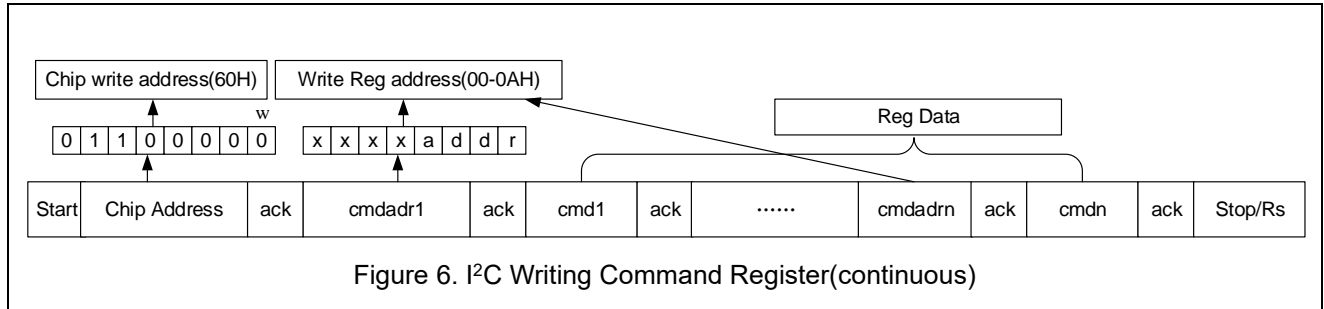 Chip write address(60H)
Write Reg address(00-0AH)
w
Reg Data
0 1 1 0 0 0 0 0
x x x x a d d r
Start Chip Address ack cmdadr1 ack cmd1 ack ...... cmdadrn ack cmdn ack Stop/Rs
Figure 6. I²C Writing Command Register(continuous)